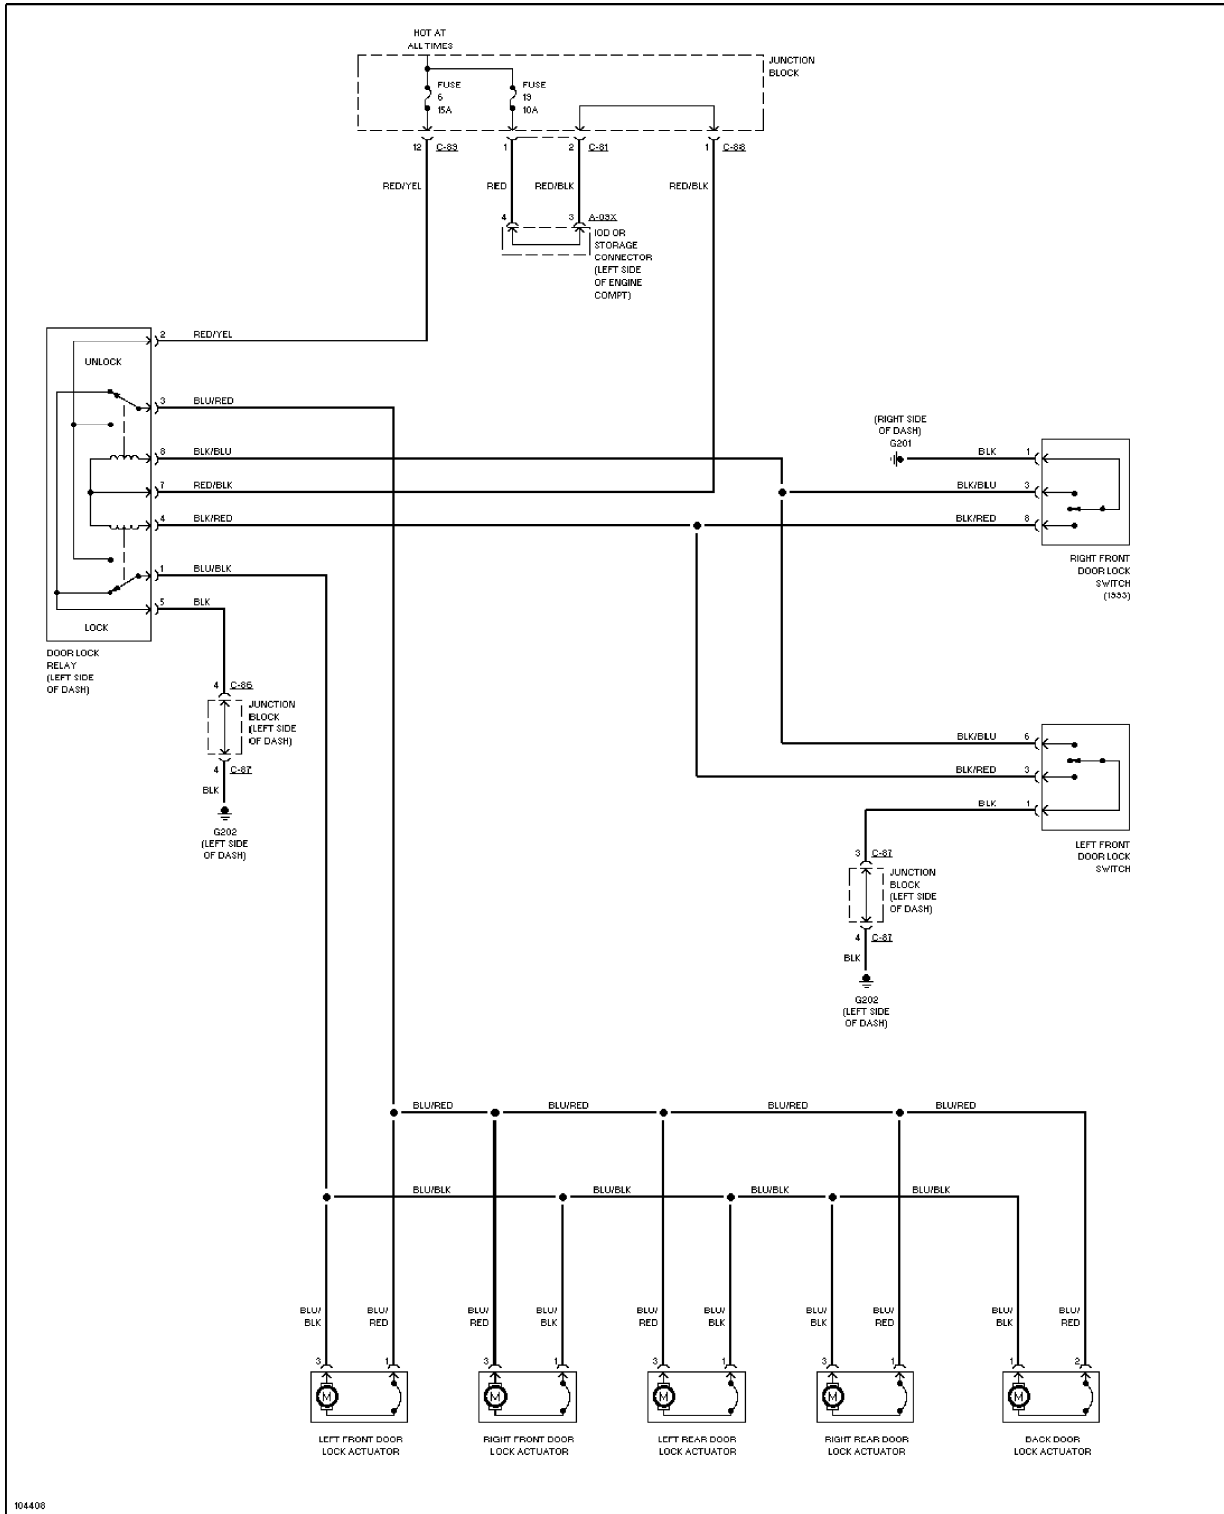 HOT AT
ALL TIMES
JUNCTION
BLOCK
FUSE
6
15A
FUSE
19
10A
12 C-89
1
2 C-81
1 C-88
RED/YEL
RED
RED/BLK
RED/BLK
4
3 A-09X
IOD OR
STORAGE
CONNECTOR
(LEFT SIDE
OF ENGINE
COMPT)
2 RED/YEL
UNLOCK
3 BLU/RED
8 BLK/BLU
7 RED/BLK
4 BLK/RED
1 BLU/BLK
5 BLK
LOCK
DOOR LOCK
RELAY
(LEFT SIDE
OF DASH)
(RIGHT SIDE
OF DASH)
G201
BLK 1
BLK/BLU 3
BLK/RED 8
RIGHT FRONT
DOOR LOCK
SWITCH
(1993)
4 C-86
JUNCTION
BLOCK
(LEFT SIDE
OF DASH)
4 C-87
BLK
G202
(LEFT SIDE
OF DASH)
BLK/BLU 6
BLK/RED 3
BLK 1
LEFT FRONT
DOOR LOCK
SWITCH
3 C-87
JUNCTION
BLOCK
(LEFT SIDE
OF DASH)
4 C-87
BLK
G202
(LEFT SIDE
OF DASH)
BLU/RED BLU/RED BLU/RED BLU/RED
BLU/BLK BLU/BLK BLU/BLK BLU/BLK
BLU/ BLU/ BLU/ BLU/ BLU/ BLU/ BLU/ BLU/ BLU/ BLU/
BLK RED RED BLK RED BLK BLK RED BLK RED
3 1 3 1 3 1 3 1 1 2
M M M M M
LEFT FRONT DOOR
LOCK ACTUATOR
RIGHT FRONT DOOR
LOCK ACTUATOR
LEFT REAR DOOR
LOCK ACTUATOR
RIGHT REAR DOOR
LOCK ACTUATOR
BACK DOOR
LOCK ACTUATOR
104408